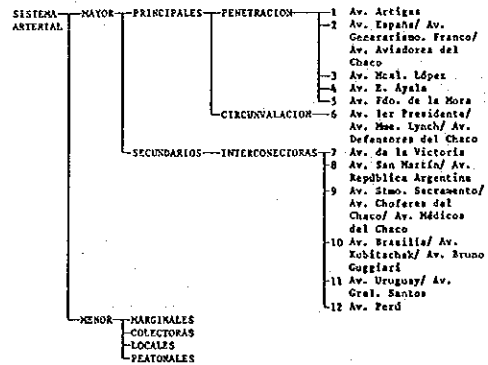 SISTEMA MAYOR PRINCIPALES PENETRACION 1 Av. Artigas
ARTERIAL 2 Av. España/ Av.
Genararismo. Franco/
Av. Aviadores del
Chaco
3 Av. Mcal. López
4 Av. E. Ayala
5 Av. Fdo. de la Mora
CIRCUNVALACION 6 Av. 1er Presidente/
Av. Mme. Lynch/ Av.
Defensores del Chaco
SECUNDARIOS INTERCONECTORAS 7 Av. de la Victoria
8 Av. San Martín/ Av.
República Argentina
9 Av. Stmo. Sacramento/
Av. Choferes del
Chaco/ Av. Médicos
del Chaco
10 Av. Brasilia/ Av.
Kubitschak/ Av. Bruno
Guggiari
11 Av. Uruguay/ Av.
Gral. Santos
12 Av. Perú
MENOR MARGINALES
COLECTORAS
LOCALES
PEATONALES